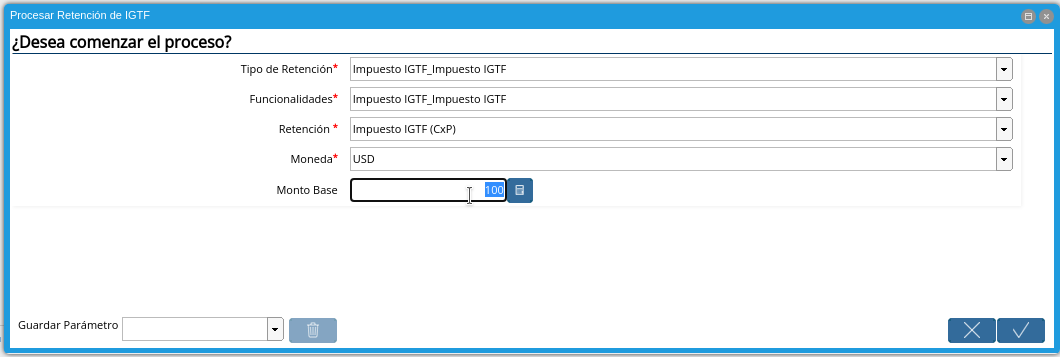 Procesar Retención de IGTF
¿Desea comenzar el proceso?
Tipo de Retención* Impuesto IGTF_Impuesto IGTF
Funcionalidades* Impuesto IGTF_Impuesto IGTF
Retención * Impuesto IGTF (CxP)
Moneda* USD
Monto Base 100
Guardar Parámetro